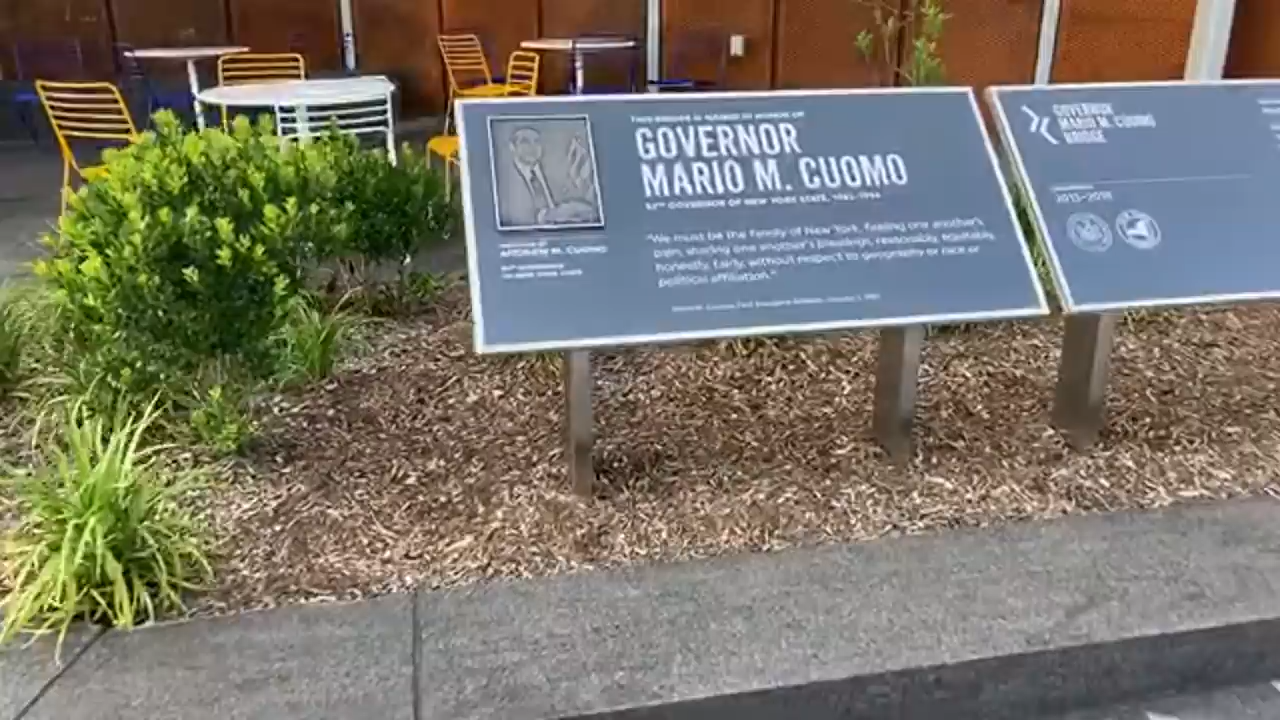 THIS BRIDGE IS NAMED IN HONOR OF
GOVERNOR
MARIO M. CUOMO
52ND GOVERNOR OF NEW YORK STATE, 1983-1994
"We must be the family of New York, feeling one another's
pain, sharing one another's blessings, reasonably, equitably,
honestly, fairly, without respect to geography or race or
political affiliation."
ANDREW M. CUOMO
GOVERNOR
MARIO M. CUOMO
BRIDGE
2013-2018